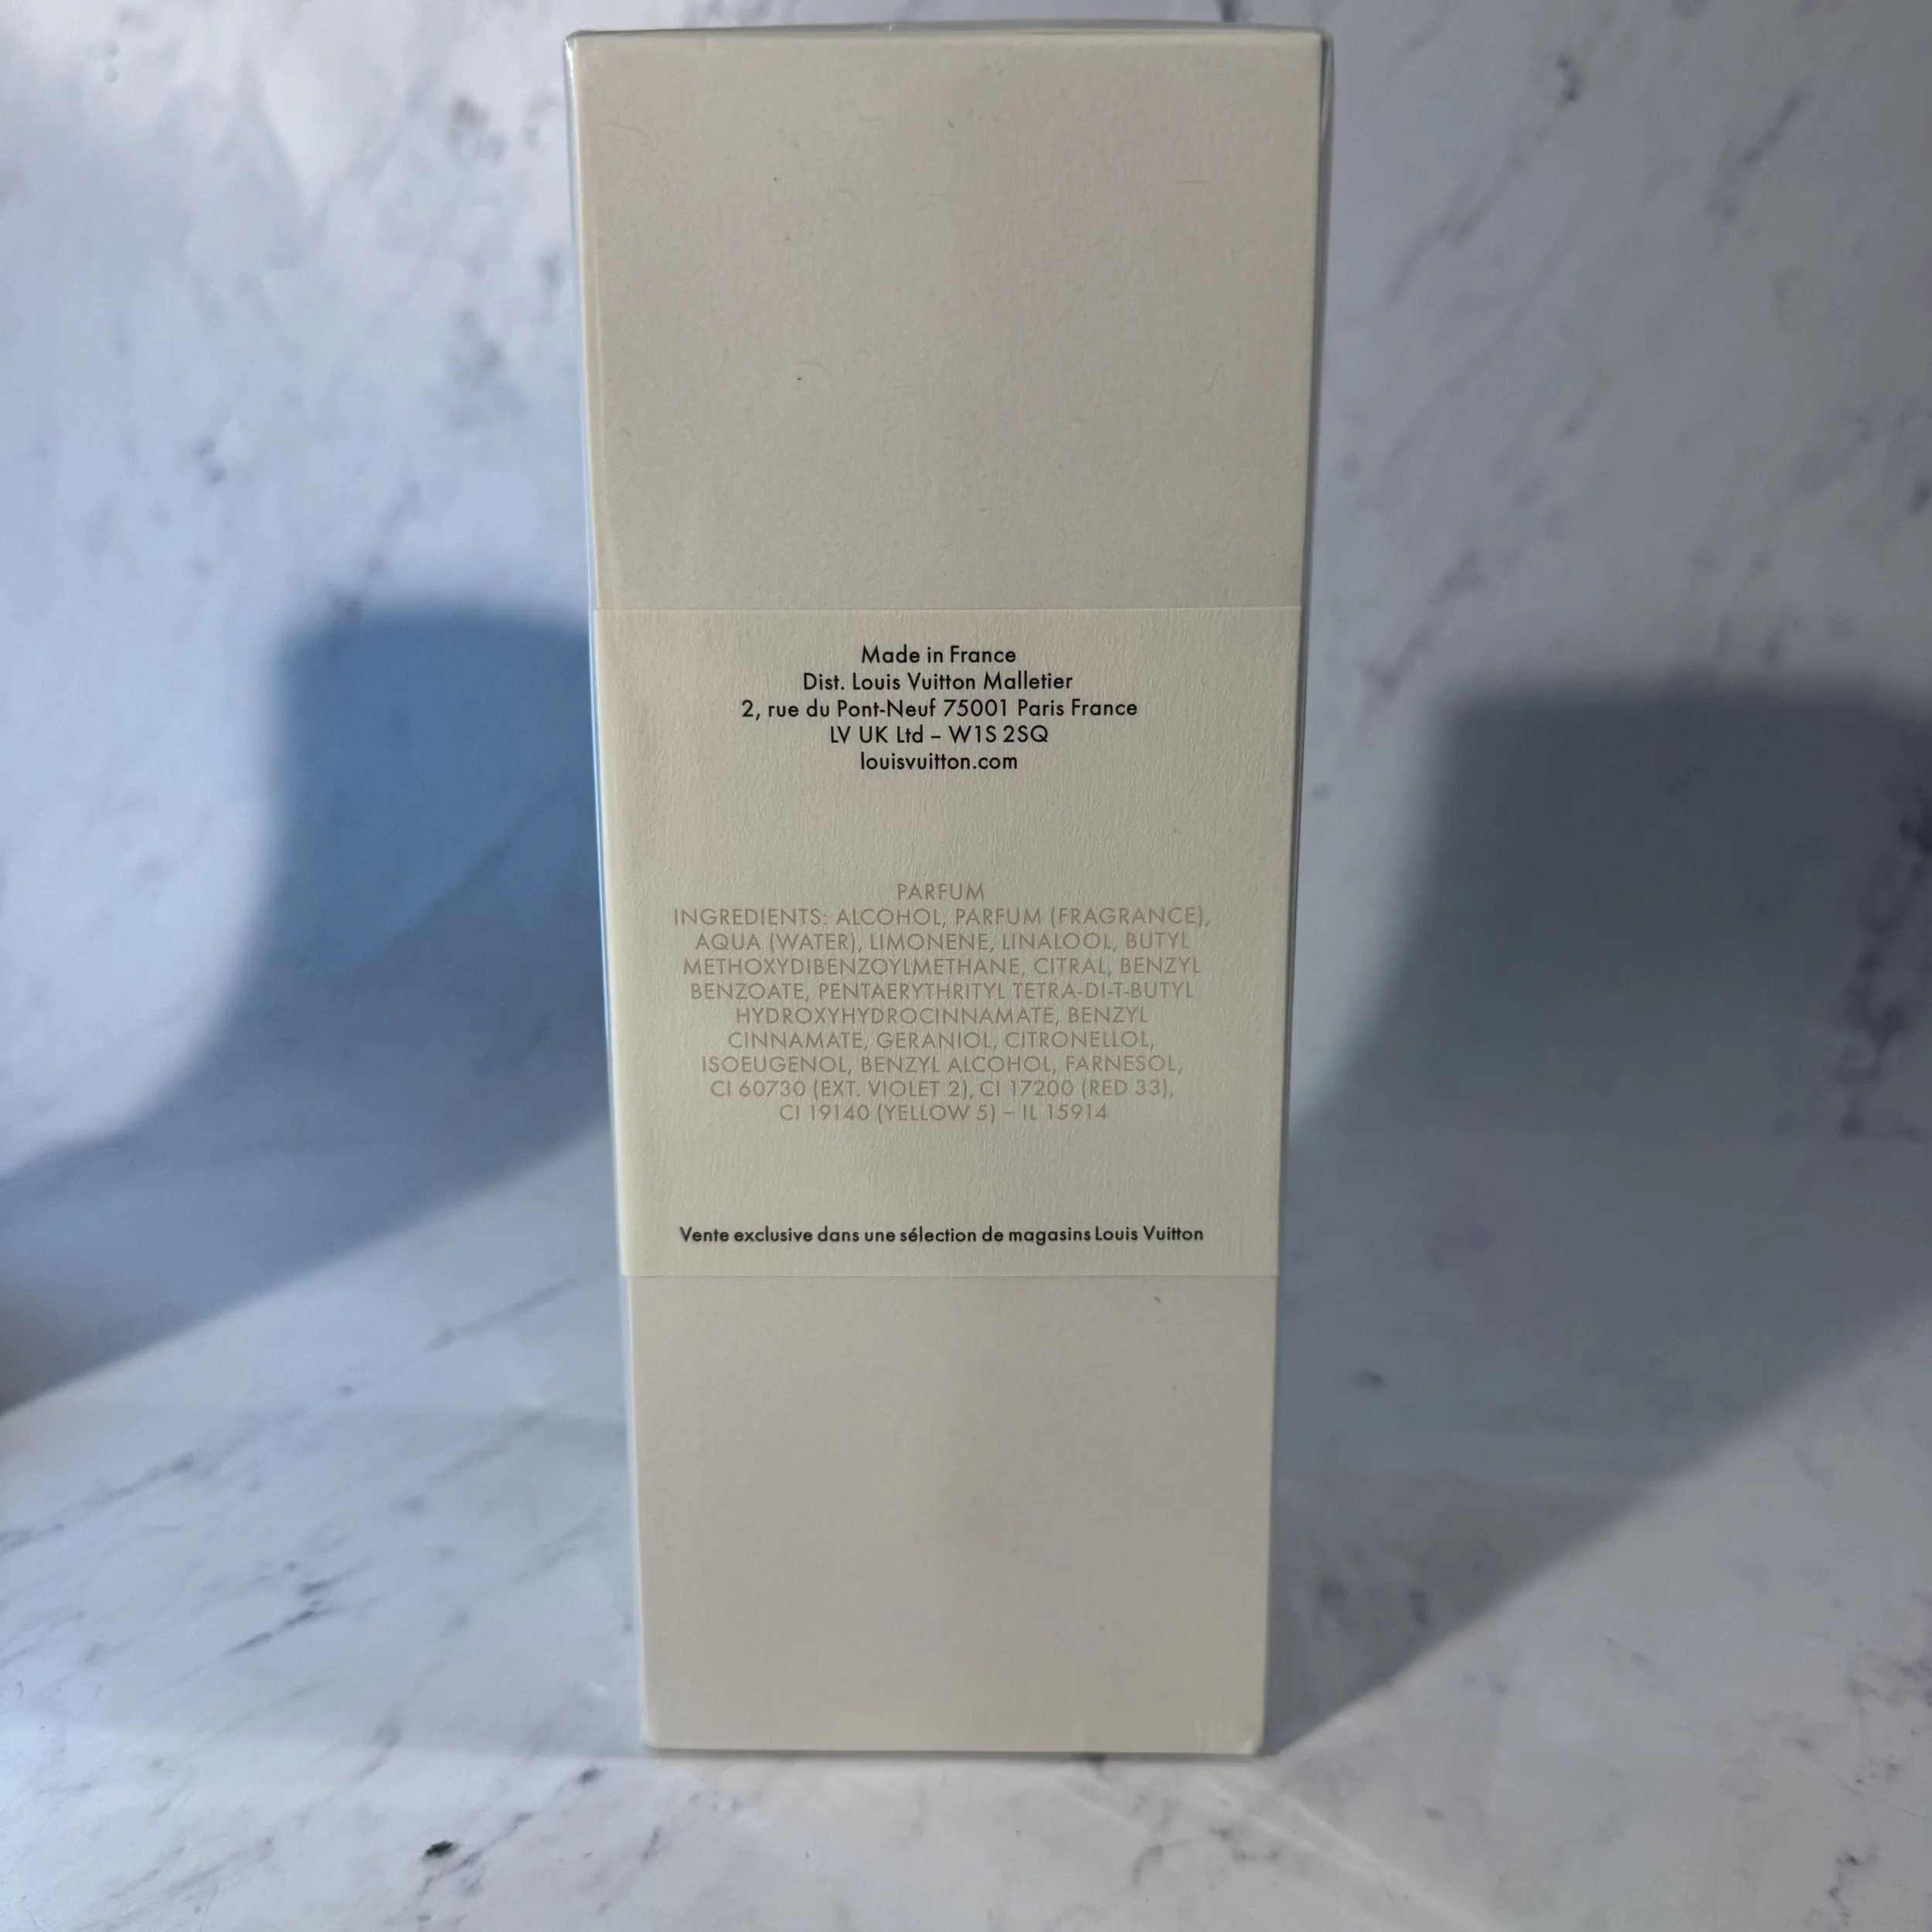 Made in France
Dist. Louis Vuitton Malletier
2, rue du Pont-Neuf 75001 Paris France
LV UK Ltd – W1S 2SQ
louisvuitton.com
PARFUM
INGREDIENTS: ALCOHOL, PARFUM (FRAGRANCE),
AQUA (WATER), LIMONENE, LINALOOL, BUTYL
METHOXYDIBENZOYLMETHANE, CITRAL, BENZYL
BENZOATE, PENTAERYTHRITYL TETRA-DI-T-BUTYL
HYDROXYHYDROCINNAMATE, BENZYL
CINNAMATE, GERANIOL, CITRONELLOL,
ISOEUGENOL, BENZYL ALCOHOL, FARNESOL,
CI 60730 (EXT. VIOLET 2), CI 17200 (RED 33),
CI 19140 (YELLOW 5) – IL 15914
Vente exclusive dans une sélection de magasins Louis Vuitton